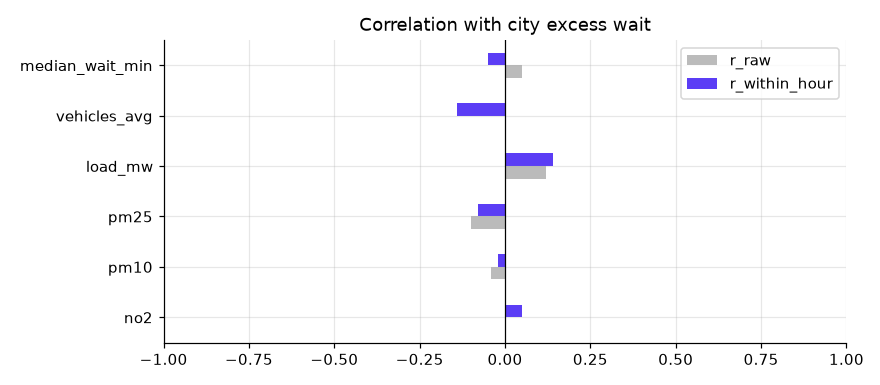 Correlation with city excess wait
r_raw
r_within_hour
median_wait_min
vehicles_avg
load_mw
pm25
pm10
no2
−1.00 −0.75 −0.50 −0.25 0.00 0.25 0.50 0.75 1.00